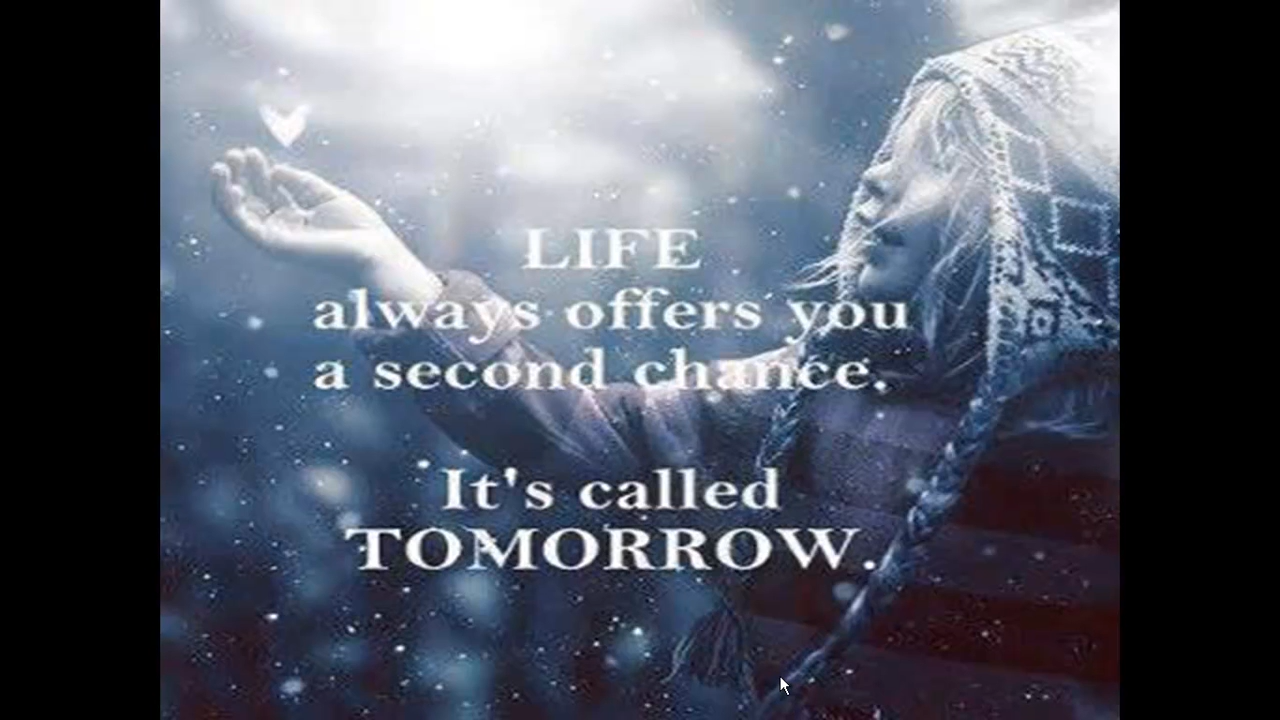 LIFE
always offers you
a second chance.
It's called
TOMORROW.